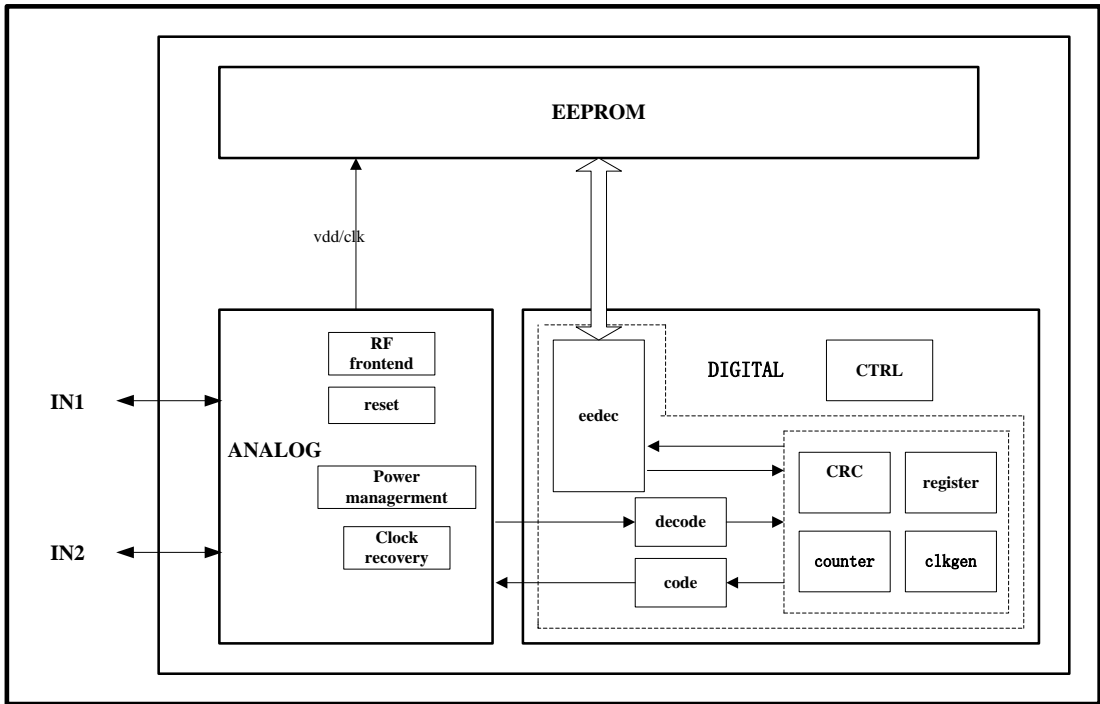 EEPROM
vdd/clk
RF
frontend
reset
IN1
ANALOG
Power
managerment
Clock
recovery
IN2
DIGITAL
CTRL
eedec
CRC
register
decode
counter
clkgen
code